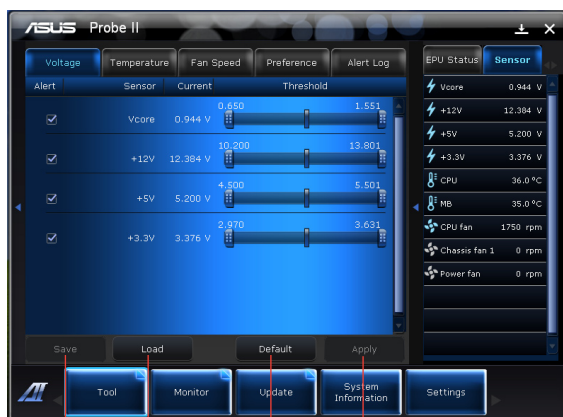 ASUS Probe II
Voltage Temperature Fan Speed Preference Alert Log
Alert Sensor Current Threshold
0.650 1.551
Vcore 0.944 V
10.200 13.801
+12V 12.384 V
4.500 5.501
+5V 5.200 V
2.970 3.631
+3.3V 3.376 V
Save Load Default Apply
EPU Status Sensor
Vcore 0.944 V
+12V 12.384 V
+5V 5.200 V
+3.3V 3.376 V
CPU 36.0 ºC
MB 35.0 ºC
CPU fan 1750 rpm
Chassis fan 1 0 rpm
Power fan 0 rpm
AI Tool Monitor Update System
Information Settings